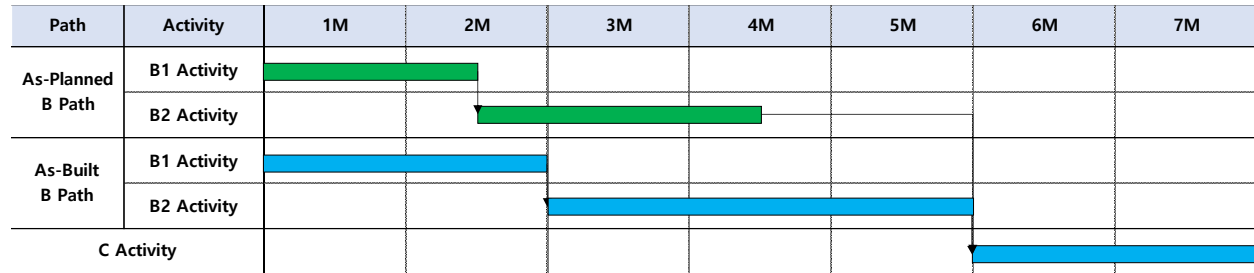 Path Activity 1M 2M 3M 4M 5M 6M 7M
As-Planned
B Path
B1 Activity
B2 Activity
As-Built
B Path
B1 Activity
B2 Activity
C Activity